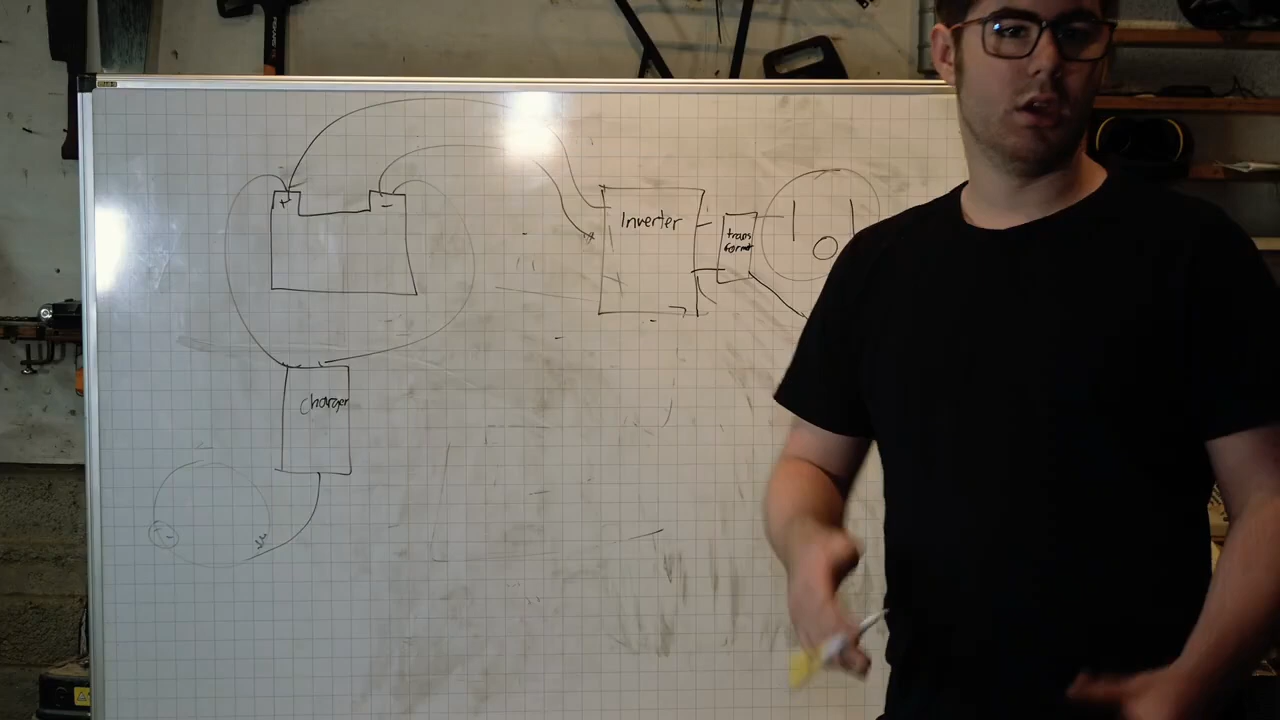 +
-
Inverter
trans
former
Charger